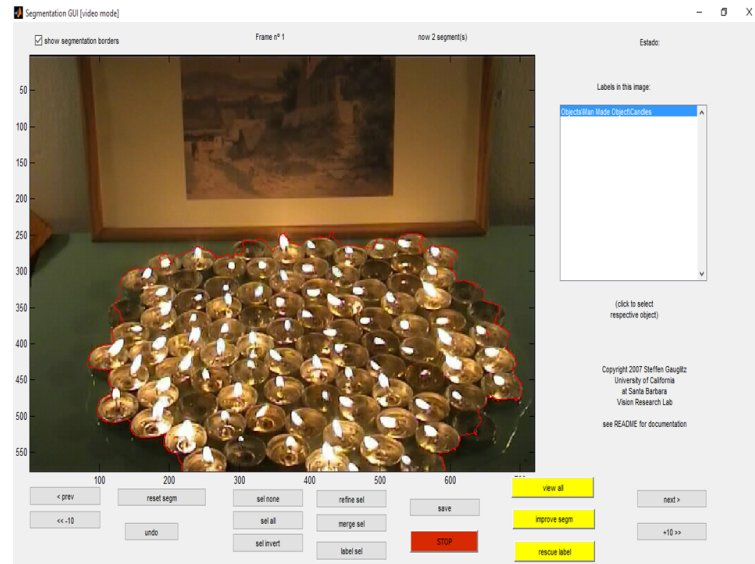 Segmentation GUI [video mode]
show segmentation borders
Frame nº 1
now 2 segment(s)
Estado:
Labels in this image:
Objects\Man Made Object\Candles
50
100
150
200
250
300
350
400
450
500
550
100
200
300
400
500
600
(click to select
respective object)
Copyright 2007 Steffen Gauglitz
University of California
at Santa Barbara
Vision Research Lab
see README for documentation
< prev
reset segm
sel none
refine sel
save
view all
next >
<< -10
undo
sel all
merge sel
STOP
improve segm
+10 >>
sel invert
label sel
rescue label